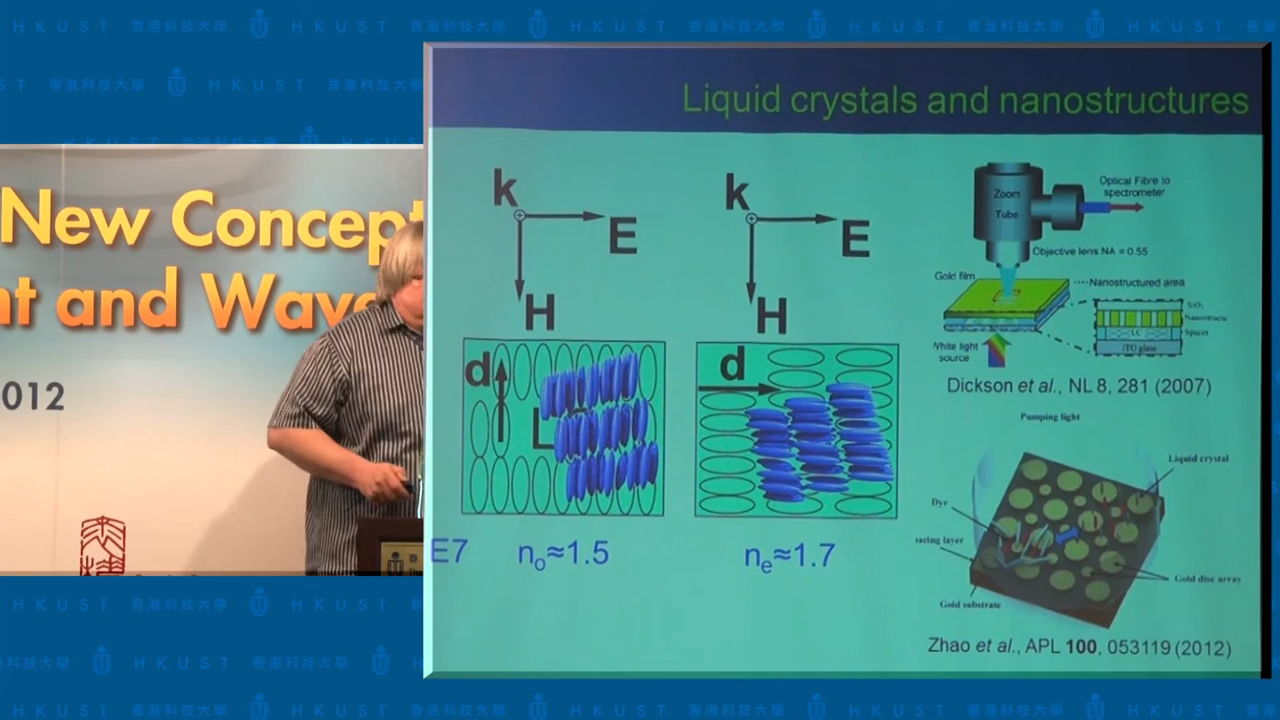 HKUST 香港科技大學
New Concept
nt and Wave
012
Liquid crystals and nanostructures
k
E
H
k
E
H
d
L
d
E7 nₒ≈1.5
nₑ≈1.7
Zoom
Tube
Optical Fibre to
spectrometer
Objective lens NA = 0.55
Gold film
Nanostructured area
SiO₂
Nanostructu
LC
Spacer
ITO glass
White light
source
Dickson et al., NL 8, 281 (2007)
Pumping light
Liquid crystal
Dye
acing layer
Gold disc array
Gold substrate
Zhao et al., APL 100, 053119 (2012)